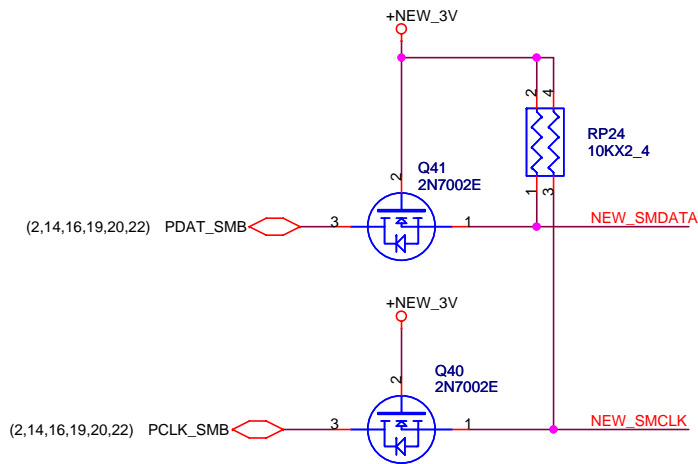 +NEW_3V
2
4
RP24
10KX2_4
Q41
2N7002E
2
1
3
(2,14,16,19,20,22) PDAT_SMB
3
1
NEW_SMDATA
+NEW_3V
Q40
2N7002E
2
(2,14,16,19,20,22) PCLK_SMB
3
1
NEW_SMCLK